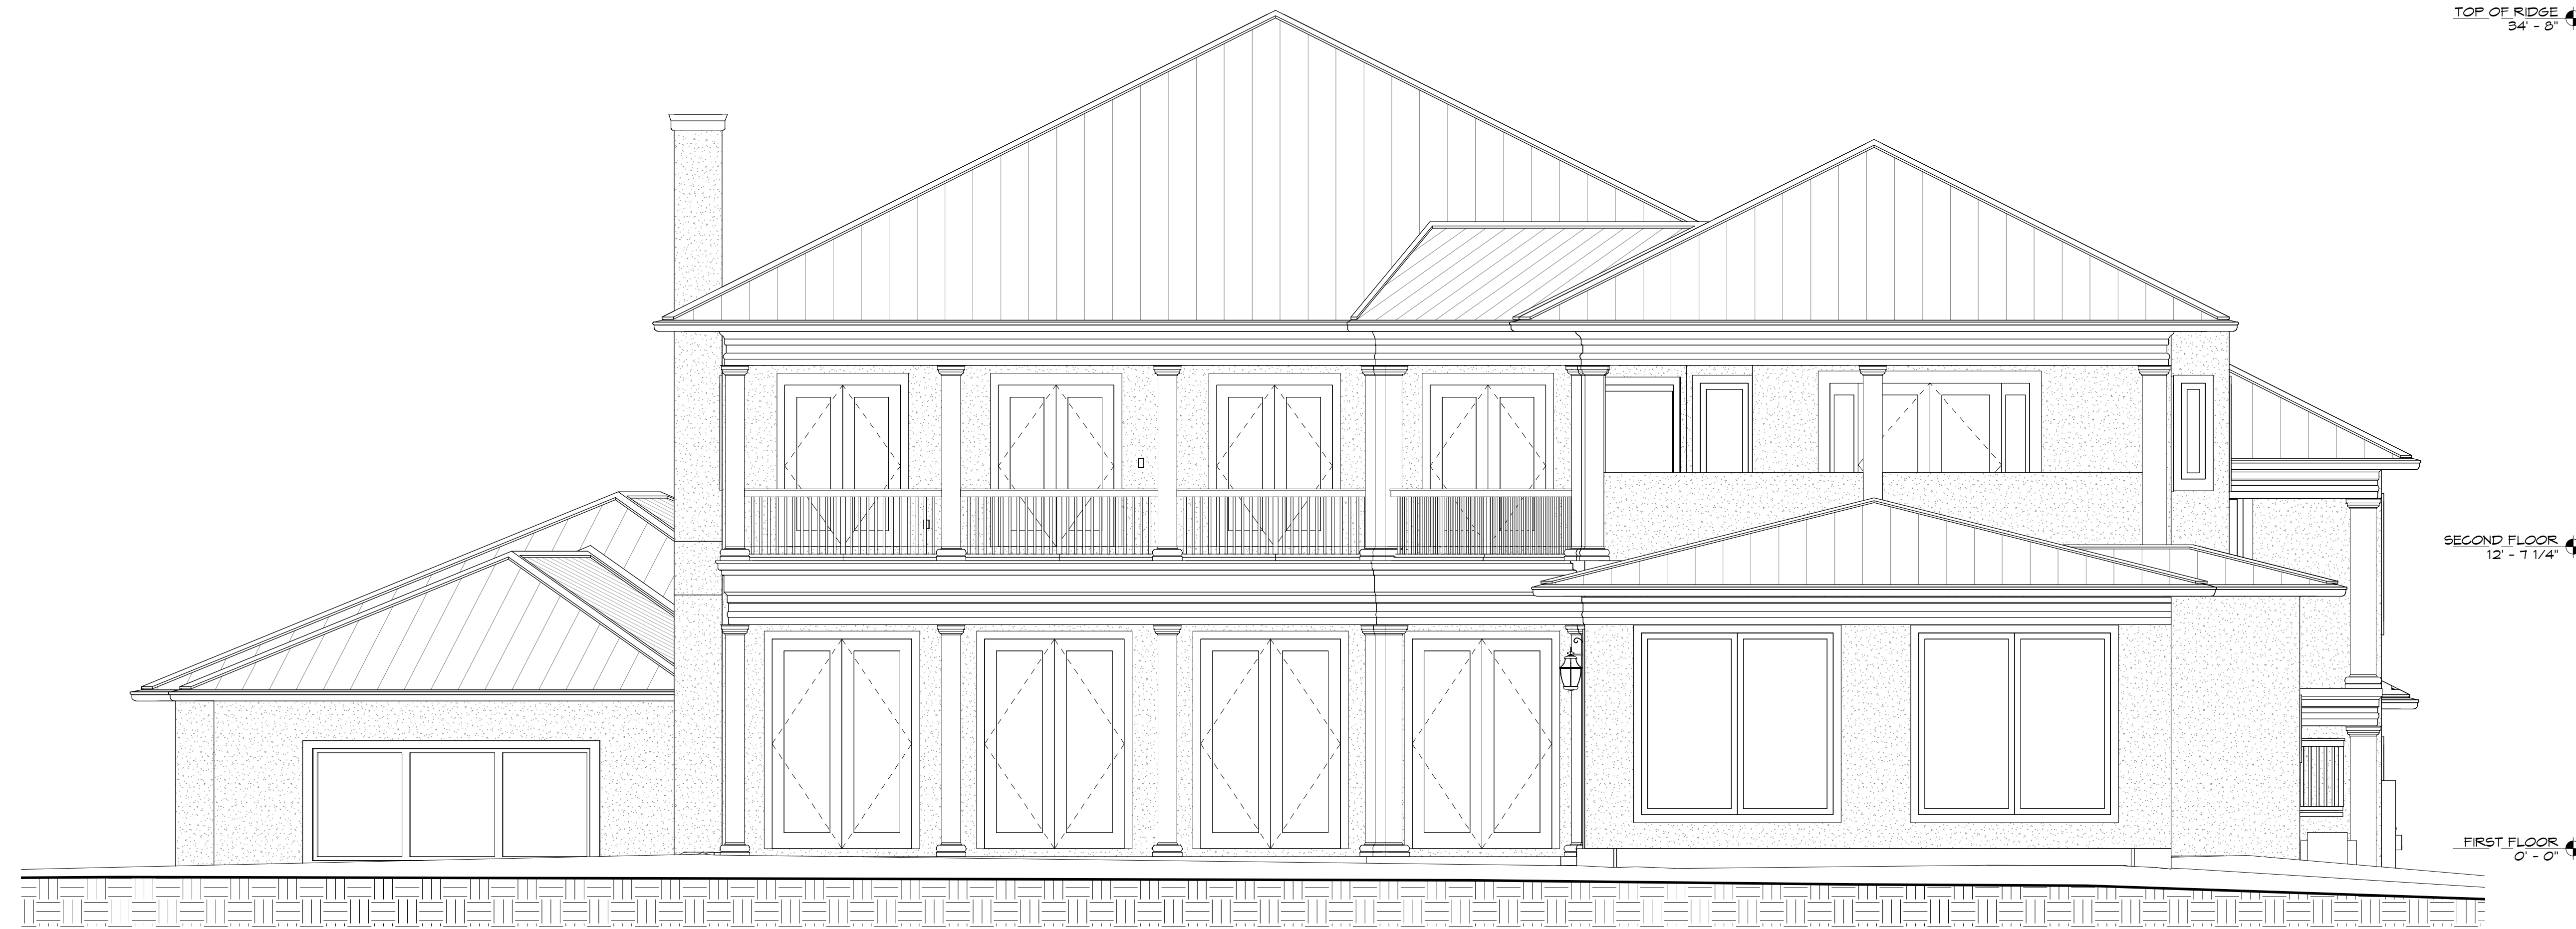 TOP OF RIDGE
34' - 8"
SECOND FLOOR
12' - 7 1/4"
FIRST FLOOR
0' - 0"